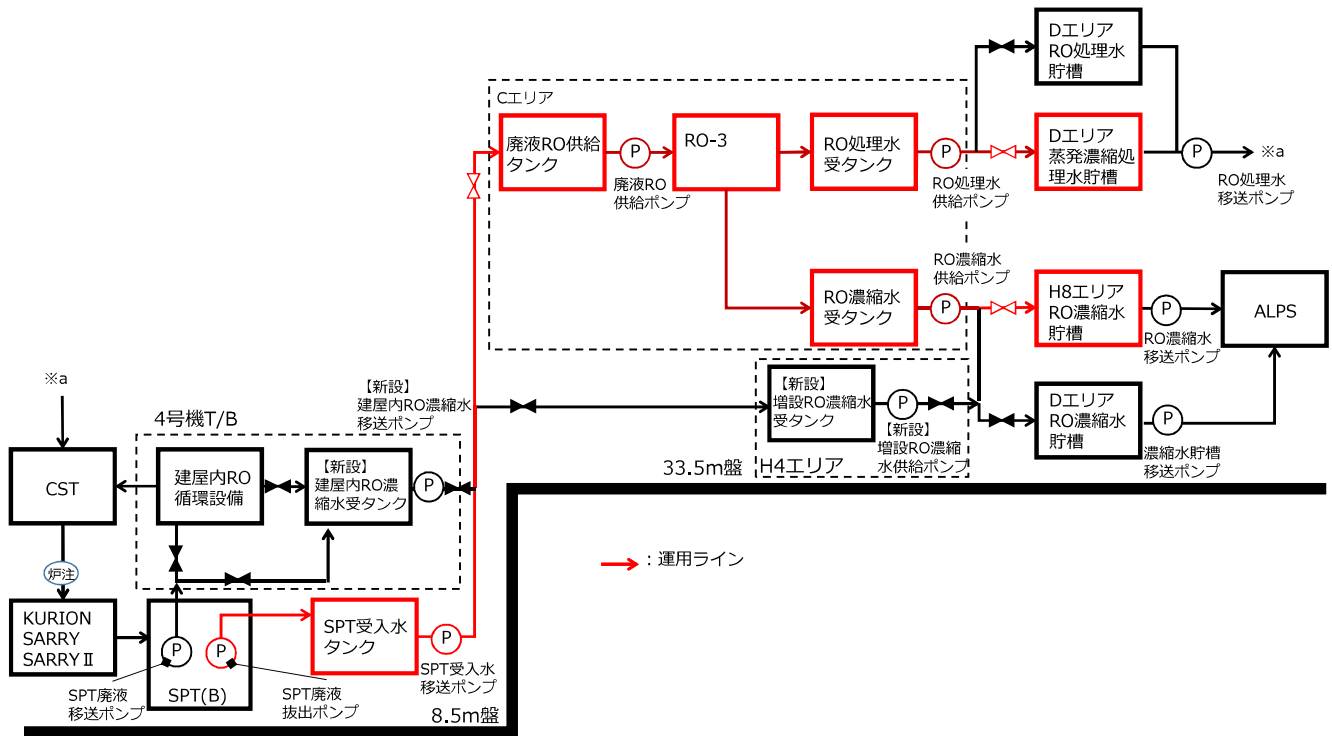 Dエリア
RO処理水
貯槽
Cエリア
廃液RO供給
タンク
P
廃液RO
供給ポンプ
RO-3
RO処理水
受タンク
P
RO処理水
供給ポンプ
Dエリア
蒸発濃縮処
理水貯槽
P
※a
RO処理水
移送ポンプ
RO濃縮水
供給ポンプ
RO濃縮水
受タンク
P
H8エリア
RO濃縮水
貯槽
P
RO濃縮水
移送ポンプ
ALPS
※a
【新設】
建屋内RO濃縮水
移送ポンプ
【新設】
増設RO濃縮水
受タンク
P
【新設】
増設RO濃縮
水供給ポンプ
Dエリア
RO濃縮水
貯槽
P
濃縮水貯槽
移送ポンプ
4号機T/B
33.5m盤
H4エリア
CST
建屋内RO
循環設備
【新設】
建屋内RO濃
縮水受タンク
P
炉注
：運用ライン
KURION
SARRY
SARRYⅡ
P
P
SPT(B)
SPT受入水
タンク
P
SPT受入水
移送ポンプ
SPT廃液
移送ポンプ
SPT廃液
抜出ポンプ
8.5m盤